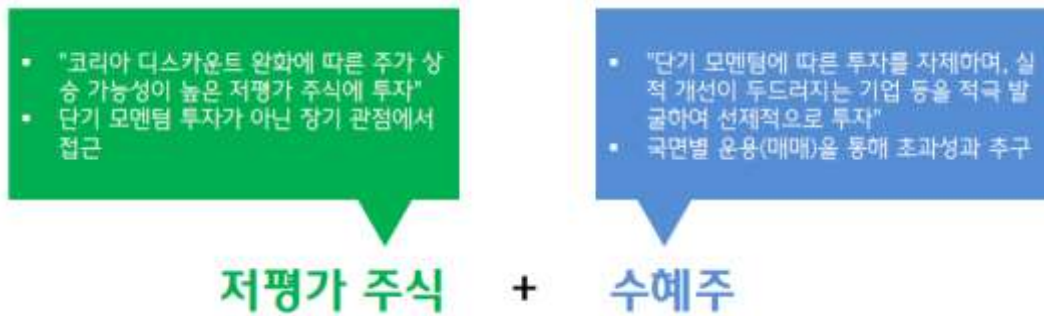 ▪ "코리아 디스카운트 완화에 따른 주가 상
승 가능성이 높은 저평가 주식에 투자"
▪ 단기 모멘텀 투자가 아닌 장기 관점에서
접근
▪ "단기 모멘텀에 따른 투자를 자제하며, 실
적 개선이 두드러지는 기업 등을 적극 발
굴하여 선제적으로 투자"
▪ 국면별 운용(매매)을 통해 초과성과 추구
저평가 주식 + 수혜주